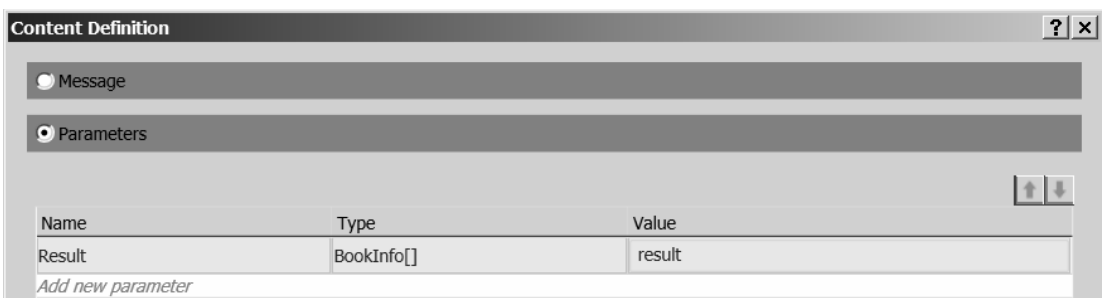 Content Definition
Message
Parameters
Name Type Value
Result BookInfo[] result
Add new parameter